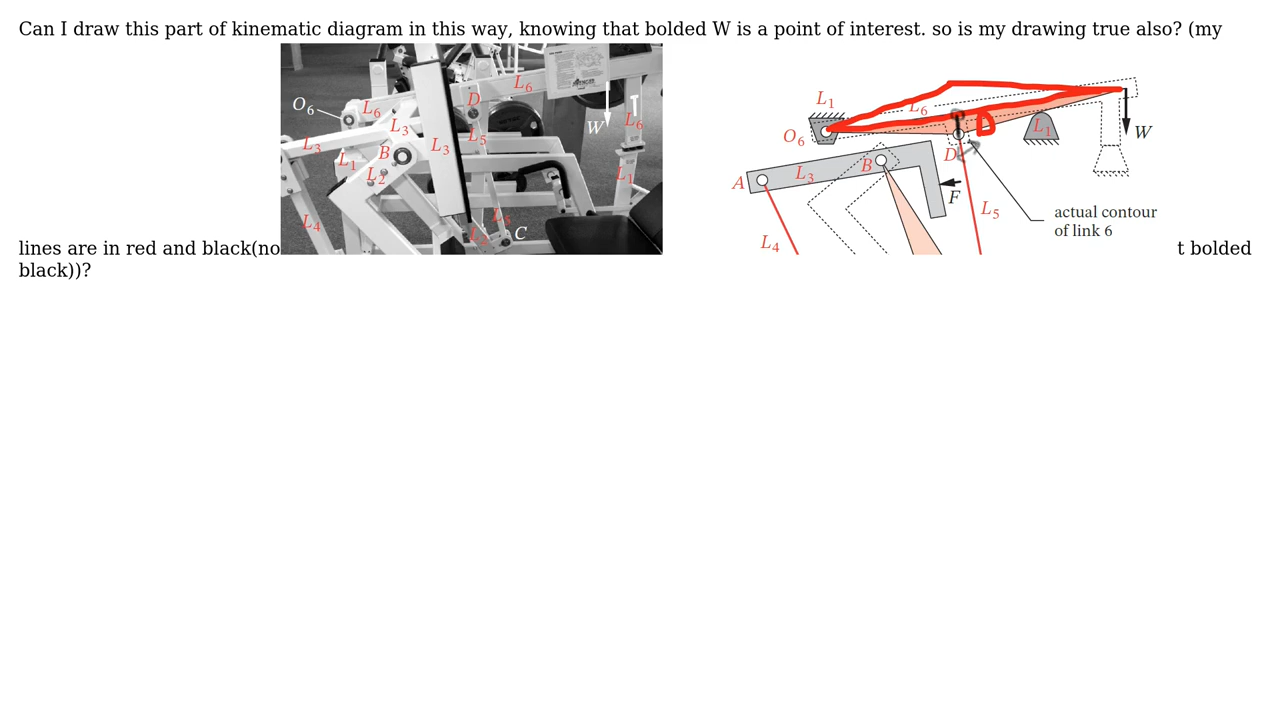 Can I draw this part of kinematic diagram in this way, knowing that bolded W is a point of interest. so is my drawing true also? (my
O6 L6 L3 L3 L1 B L2 L4 L3 D L5 L6 W L6 L1 L5 C
L1
O6
L6
D
L1
W
A L3 B D
F
L5
L4
actual contour
of link 6
lines are in red and black(no t bolded
black))?